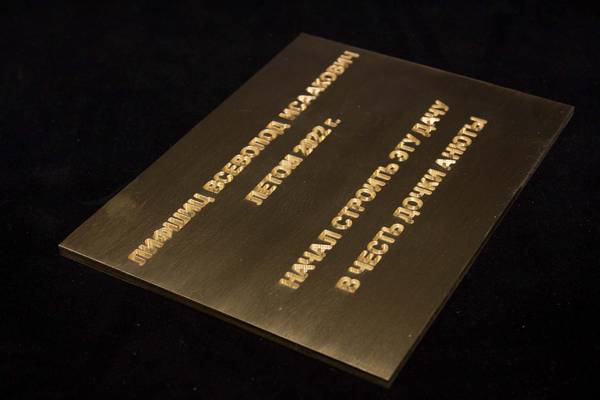 ЛИФШИЦ ВСЕВОЛОД ИСААКОВИЧ
ЛЕТОМ 2022 г.
НАЧАЛ СТРОИТЬ ЭТУ ДАЧУ
В ЧЕСТЬ ДОЧКИ АНЮТЫ